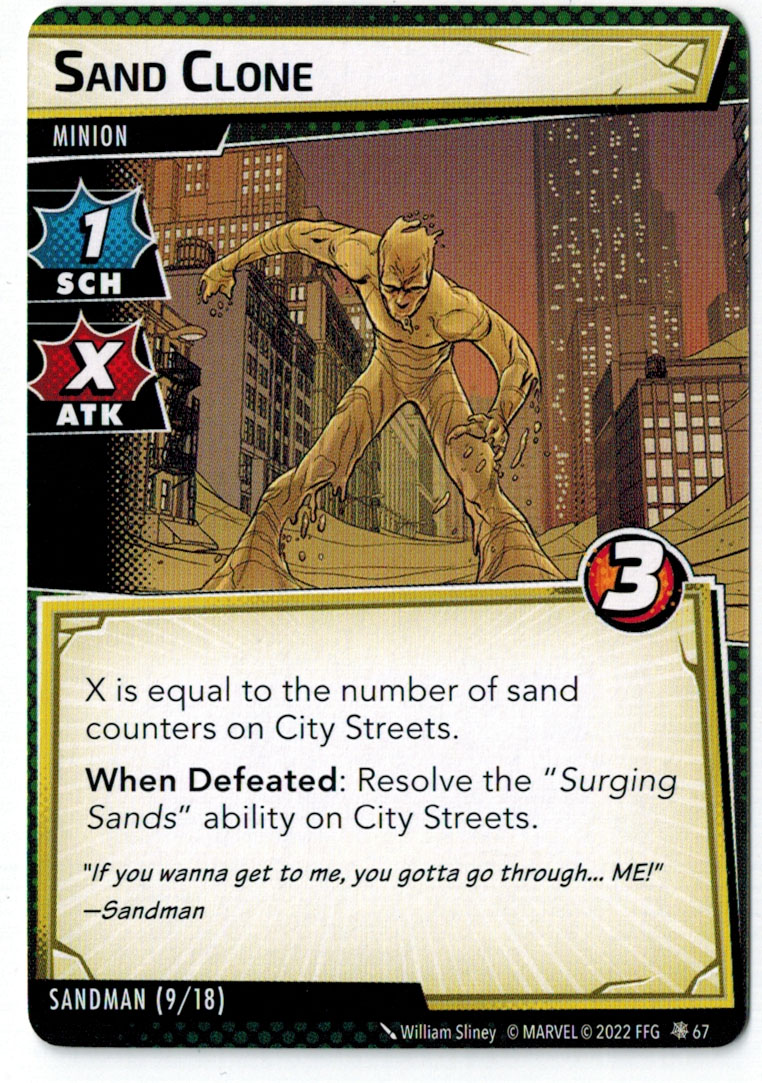 Sand Clone
MINION
1
SCH
X
ATK
3
X is equal to the number of sand
counters on City Streets.
When Defeated: Resolve the "Surging
Sands" ability on City Streets.
"If you wanna get to me, you gotta go through... ME!"
—Sandman
SANDMAN (9/18)
William Sliney © MARVEL © 2022 FFG 67